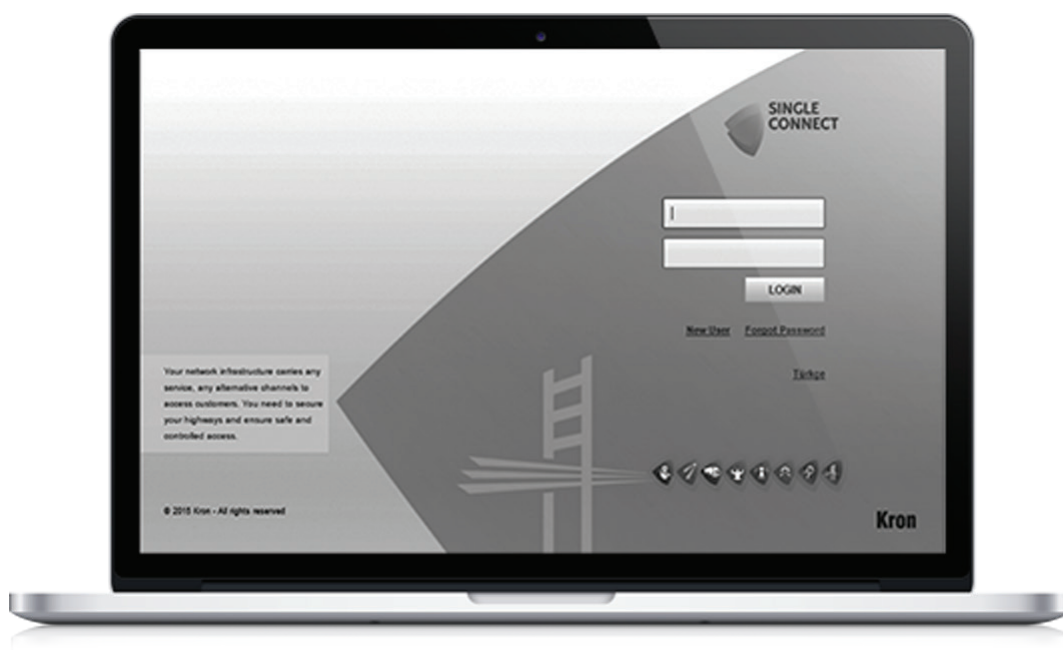 SINGLE
CONNECT
LOGIN
New User Forgot Password
Türkçe
Your network infrastructure carries any
service, any alternative channels to
access customers. You need to secure
your highways and ensure safe and
controlled access.
© 2015 Kron - All rights reserved
Kron